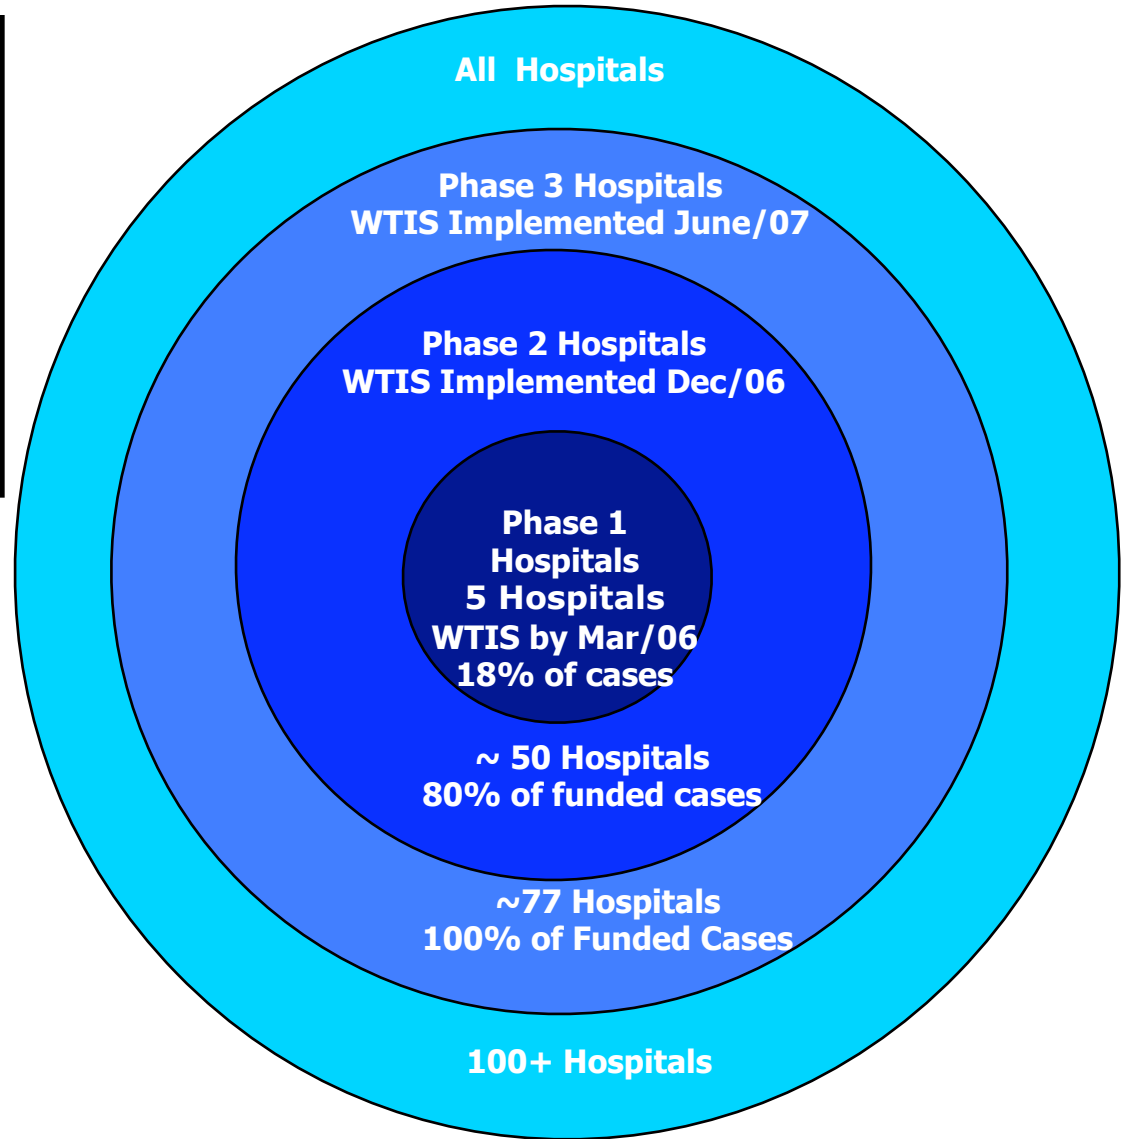 All Hospitals
Phase 3 Hospitals
WTIS Implemented June/07
Phase 2 Hospitals
WTIS Implemented Dec/06
Phase 1
Hospitals
5 Hospitals
WTIS by Mar/06
18% of cases
~ 50 Hospitals
80% of funded cases
~77 Hospitals
100% of Funded Cases
100+ Hospitals